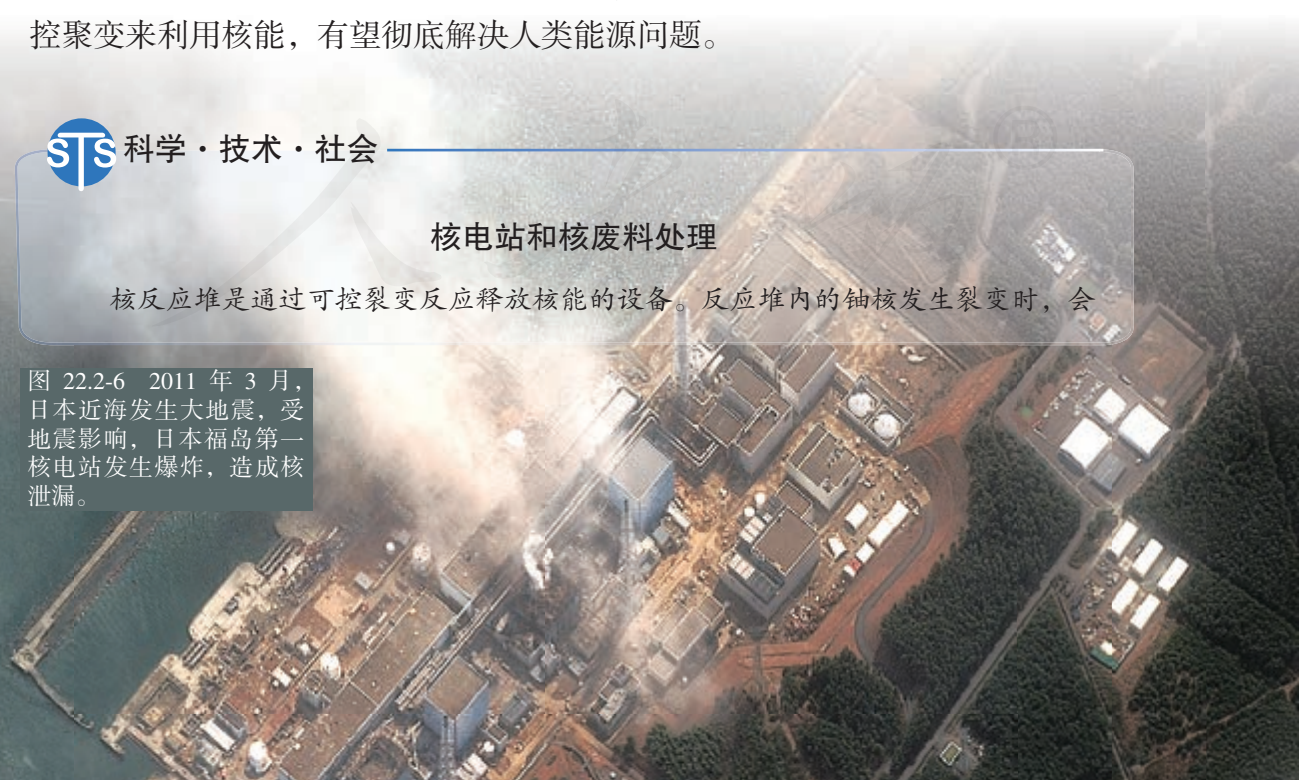 控聚变来利用核能，有望彻底解决人类能源问题。
STS 科学·技术·社会
核电站和核废料处理
核反应堆是通过可控裂变反应释放核能的设备。反应堆内的铀核发生裂变时，会
图 22.2-6 2011 年 3 月，
日本近海发生大地震，受
地震影响，日本福岛第一
核电站发生爆炸，造成核
泄漏。